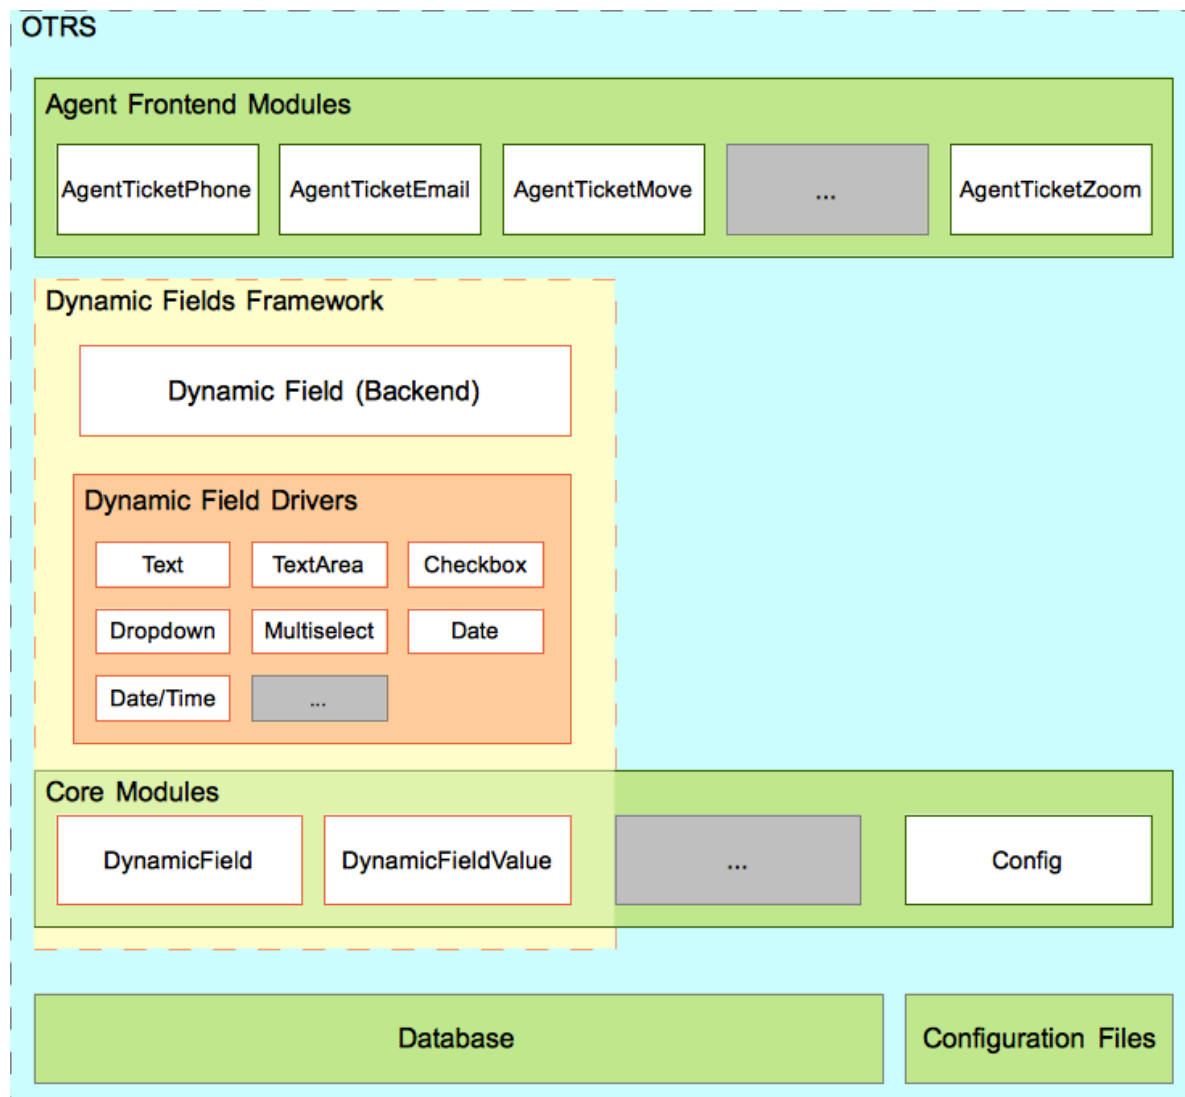 OTRS
Agent Frontend Modules
AgentTicketPhone
AgentTicketEmail
AgentTicketMove
...
AgentTicketZoom
Dynamic Fields Framework
Dynamic Field (Backend)
Dynamic Field Drivers
Text
TextArea
Checkbox
Dropdown
Multiselect
Date
Date/Time
...
Core Modules
DynamicField
DynamicFieldValue
...
Config
Database
Configuration Files